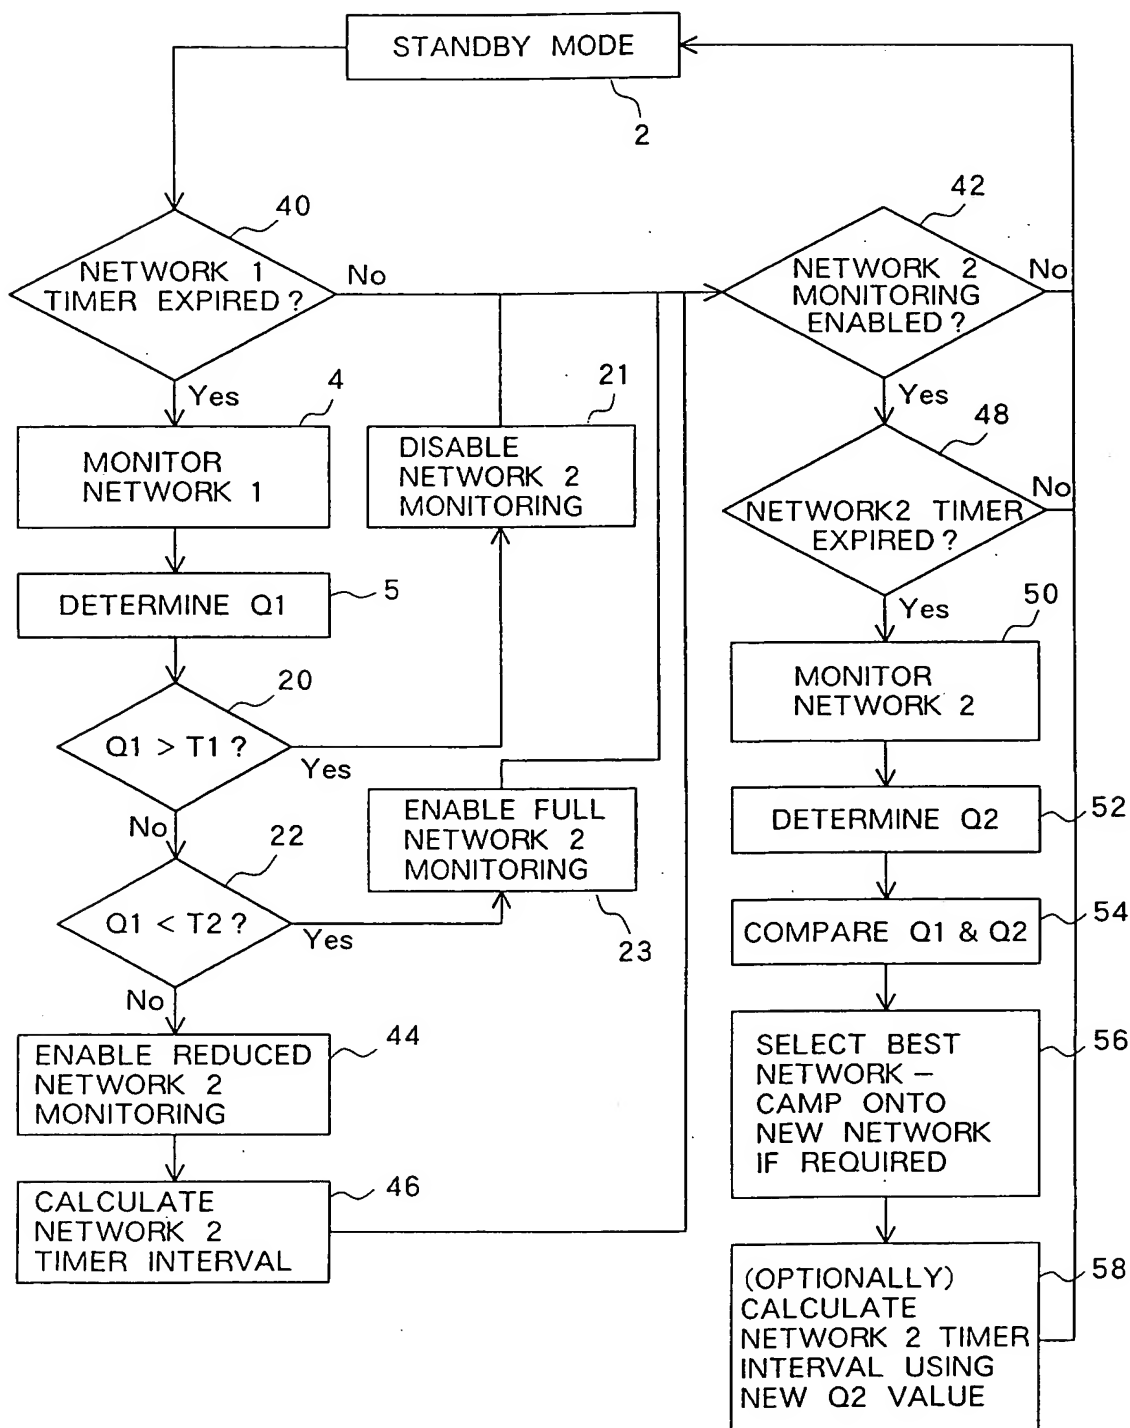 STANDBY MODE
2
40
NETWORK 1
TIMER EXPIRED?
No
Yes
4
MONITOR
NETWORK 1
5
DETERMINE Q1
20
Q1 > T1?
Yes
No
22
Q1 < T2?
Yes
No
44
ENABLE REDUCED
NETWORK 2
MONITORING
46
CALCULATE
NETWORK 2
TIMER INTERVAL
21
DISABLE
NETWORK 2
MONITORING
ENABLE FULL
NETWORK 2
MONITORING
23
42
NETWORK 2
MONITORING
ENABLED?
No
Yes
48
NETWORK2 TIMER
EXPIRED?
No
Yes
50
MONITOR
NETWORK 2
DETERMINE Q2
52
COMPARE Q1 & Q2
54
SELECT BEST
NETWORK –
CAMP ONTO
NEW NETWORK
IF REQUIRED
56
(OPTIONALLY)
CALCULATE
NETWORK 2 TIMER
INTERVAL USING
NEW Q2 VALUE
58